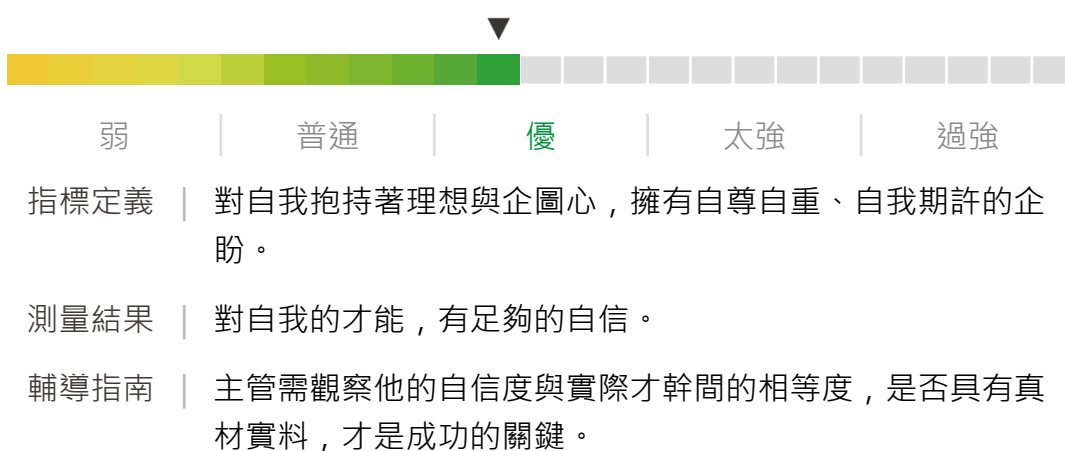 弱 | 普通 | 優 | 太強 | 過強
指標定義 | 對自我抱持著理想與企圖心，擁有自尊自重、自我期許的企
盼。
測量結果 | 對自我的才能，有足夠的自信。
輔導指南 | 主管需觀察他的自信度與實際才幹間的相等度，是否具有真
材實料，才是成功的關鍵。